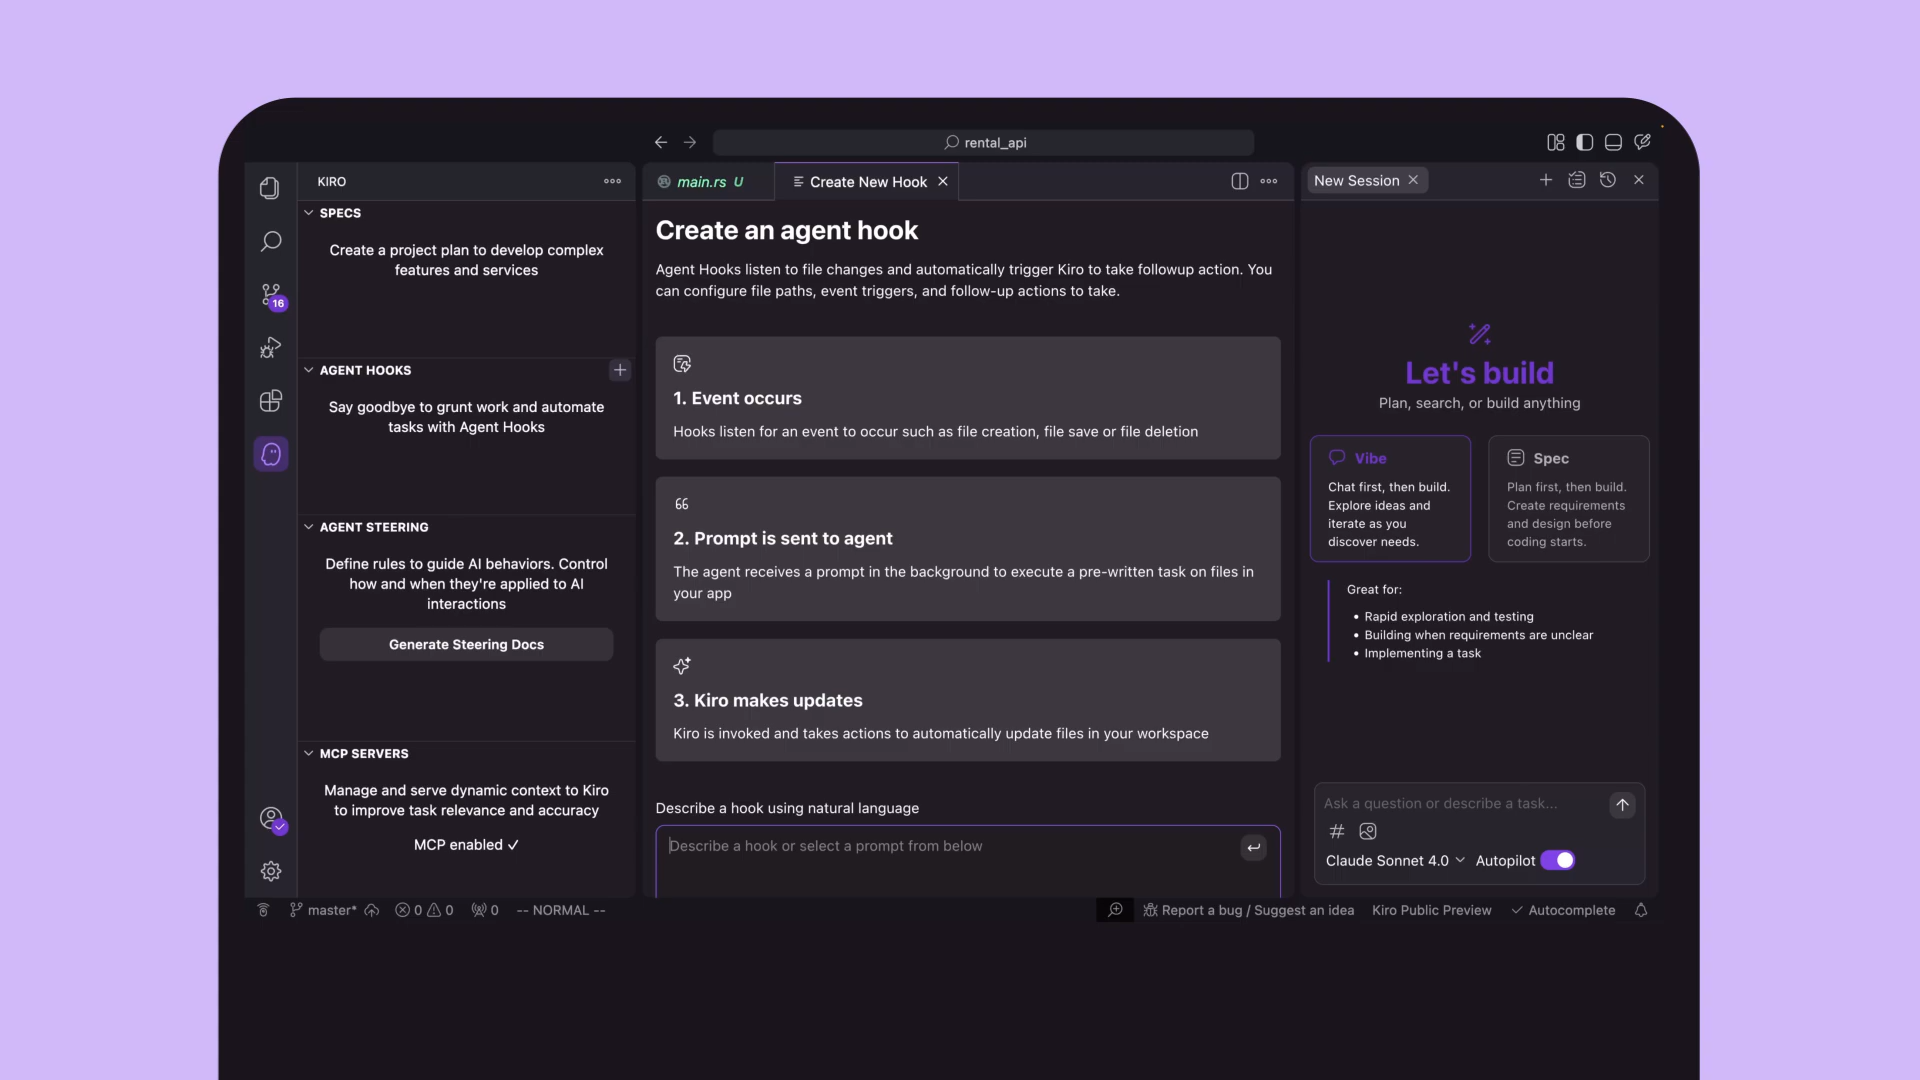 rental_api
KIRO
main.rs U
Create New Hook
New Session
SPECS
Create a project plan to develop complex
features and services
16
AGENT HOOKS
Say goodbye to grunt work and automate
tasks with Agent Hooks
AGENT STEERING
Define rules to guide AI behaviors. Control
how and when they're applied to AI
interactions
Generate Steering Docs
MCP SERVERS
Manage and serve dynamic context to Kiro
to improve task relevance and accuracy
MCP enabled ✓
Create an agent hook
Agent Hooks listen to file changes and automatically trigger Kiro to take followup action. You
can configure file paths, event triggers, and follow-up actions to take.
1. Event occurs
Hooks listen for an event to occur such as file creation, file save or file deletion
2. Prompt is sent to agent
The agent receives a prompt in the background to execute a pre-written task on files in
your app
3. Kiro makes updates
Kiro is invoked and takes actions to automatically update files in your workspace
Describe a hook using natural language
Describe a hook or select a prompt from below
Let's build
Plan, search, or build anything
Vibe
Chat first, then build.
Explore ideas and
iterate as you
discover needs.
Spec
Plan first, then build.
Create requirements
and design before
coding starts.
Great for:
• Rapid exploration and testing
• Building when requirements are unclear
• Implementing a task
Ask a question or describe a task...
#
Claude Sonnet 4.0 Autopilot
master* 0 0 0 -- NORMAL --
Report a bug / Suggest an idea Kiro Public Preview ✓ Autocomplete